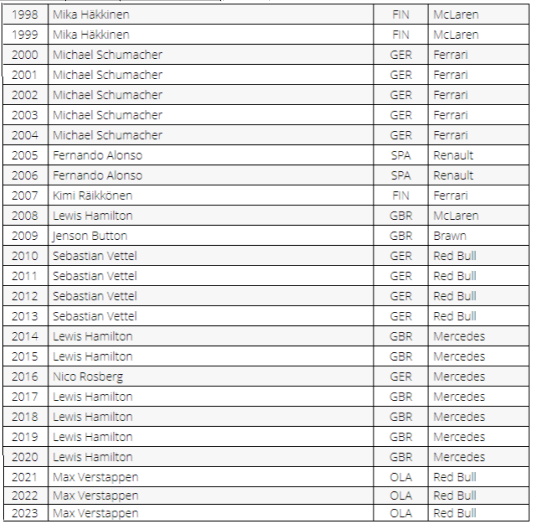 1998 Mika Häkkinen FIN McLaren
1999 Mika Häkkinen FIN McLaren
2000 Michael Schumacher GER Ferrari
2001 Michael Schumacher GER Ferrari
2002 Michael Schumacher GER Ferrari
2003 Michael Schumacher GER Ferrari
2004 Michael Schumacher GER Ferrari
2005 Fernando Alonso SPA Renault
2006 Fernando Alonso SPA Renault
2007 Kimi Räikkönen FIN Ferrari
2008 Lewis Hamilton GBR McLaren
2009 Jenson Button GBR Brawn
2010 Sebastian Vettel GER Red Bull
2011 Sebastian Vettel GER Red Bull
2012 Sebastian Vettel GER Red Bull
2013 Sebastian Vettel GER Red Bull
2014 Lewis Hamilton GBR Mercedes
2015 Lewis Hamilton GBR Mercedes
2016 Nico Rosberg GER Mercedes
2017 Lewis Hamilton GBR Mercedes
2018 Lewis Hamilton GBR Mercedes
2019 Lewis Hamilton GBR Mercedes
2020 Lewis Hamilton GBR Mercedes
2021 Max Verstappen OLA Red Bull
2022 Max Verstappen OLA Red Bull
2023 Max Verstappen OLA Red Bull